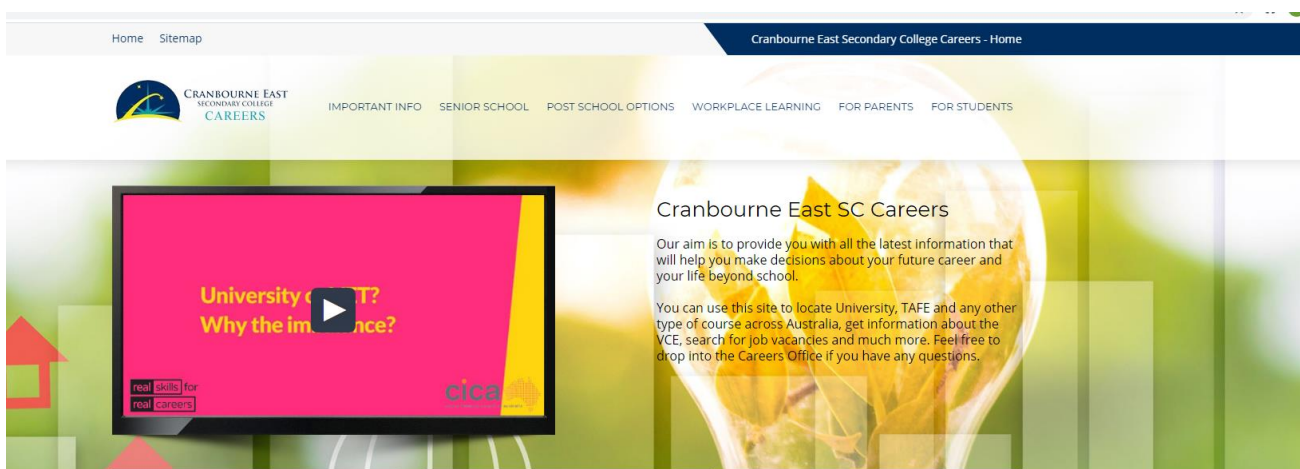 Home Sitemap
Cranbourne East Secondary College Careers - Home
CRANBOURNE EAST
SECONDARY COLLEGE
CAREERS
IMPORTANT INFO SENIOR SCHOOL POST SCHOOL OPTIONS WORKPLACE LEARNING FOR PARENTS FOR STUDENTS
University T?
Why the im nce?
real skills for
real careers
cica
Cranbourne East SC Careers
Our aim is to provide you with all the latest information that
will help you make decisions about your future career and
your life beyond school.
You can use this site to locate University, TAFE and any other
type of course across Australia, get information about the
VCE, search for job vacancies and much more. Feel free to
drop into the Careers Office if you have any questions.